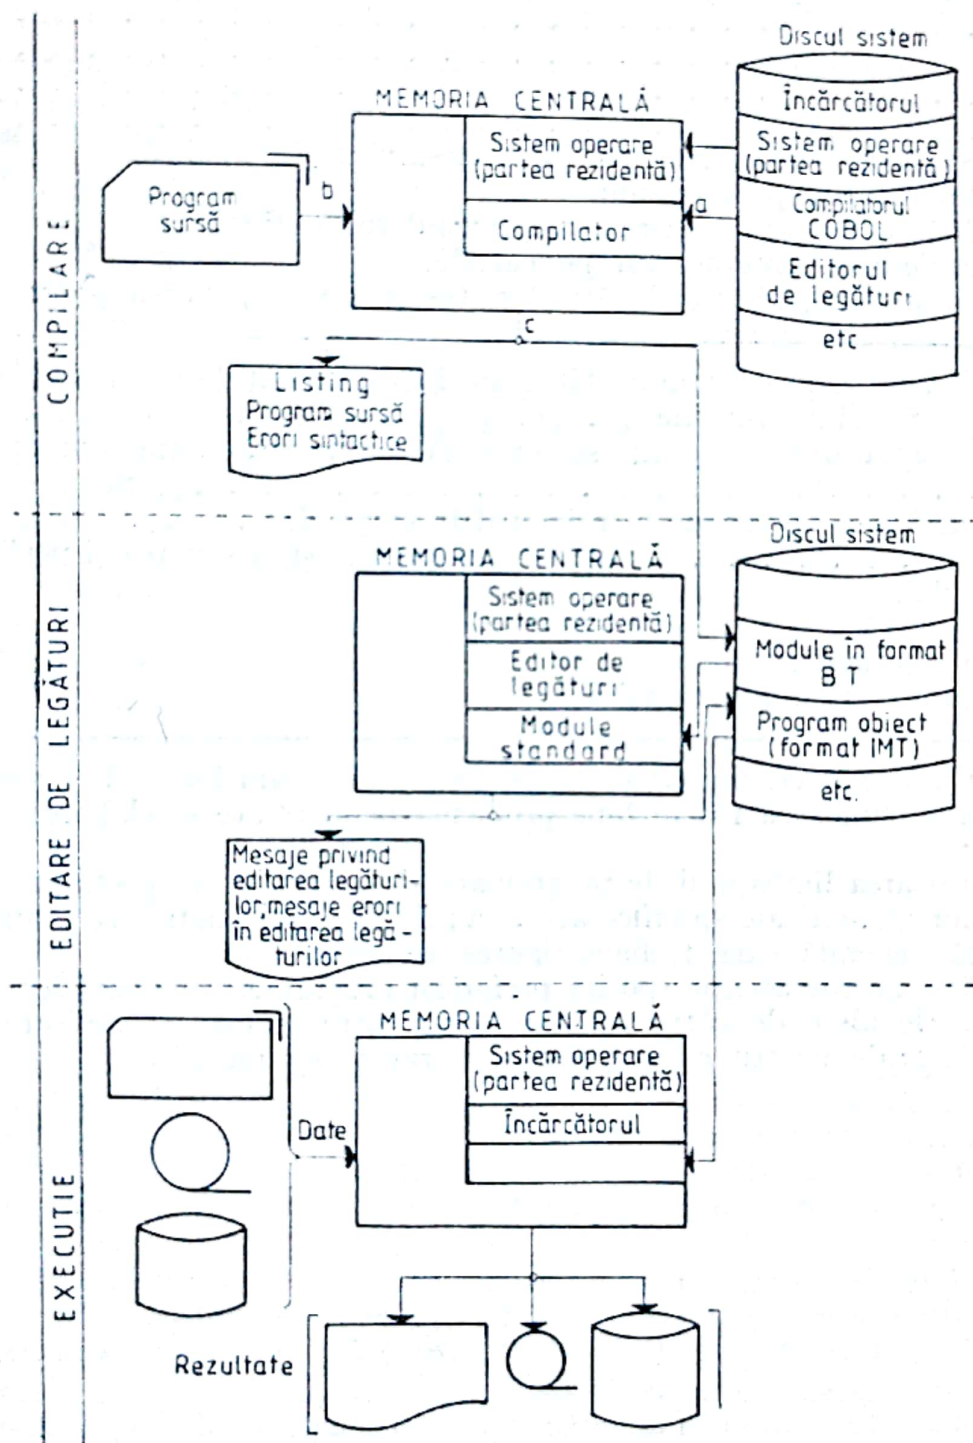 COMPILARE
Discul sistem
Încărcătorul
Sistem operare
(partea rezidentă)
Compilatorul
COBOL
Editorul
de legături
etc
MEMORIA CENTRALĂ
Sistem operare
(partea rezidentă)
Compilator
a
Program
sursă
b
c
Listing
Program sursă
Erori sintactice
EDITARE DE LEGĂTURI
MEMORIA CENTRALĂ
Sistem operare
(partea rezidentă)
Editor de
legături
Module
standard
Discul sistem
Module în format
BT
Program obiect
(format IMT)
etc.
Mesaje privind
editarea legături-
lor, mesaje erori
în editarea legă-
turilor
EXECUTIE
MEMORIA CENTRALĂ
Sistem operare
(partea rezidentă)
Încărcătorul
Date
Rezultate